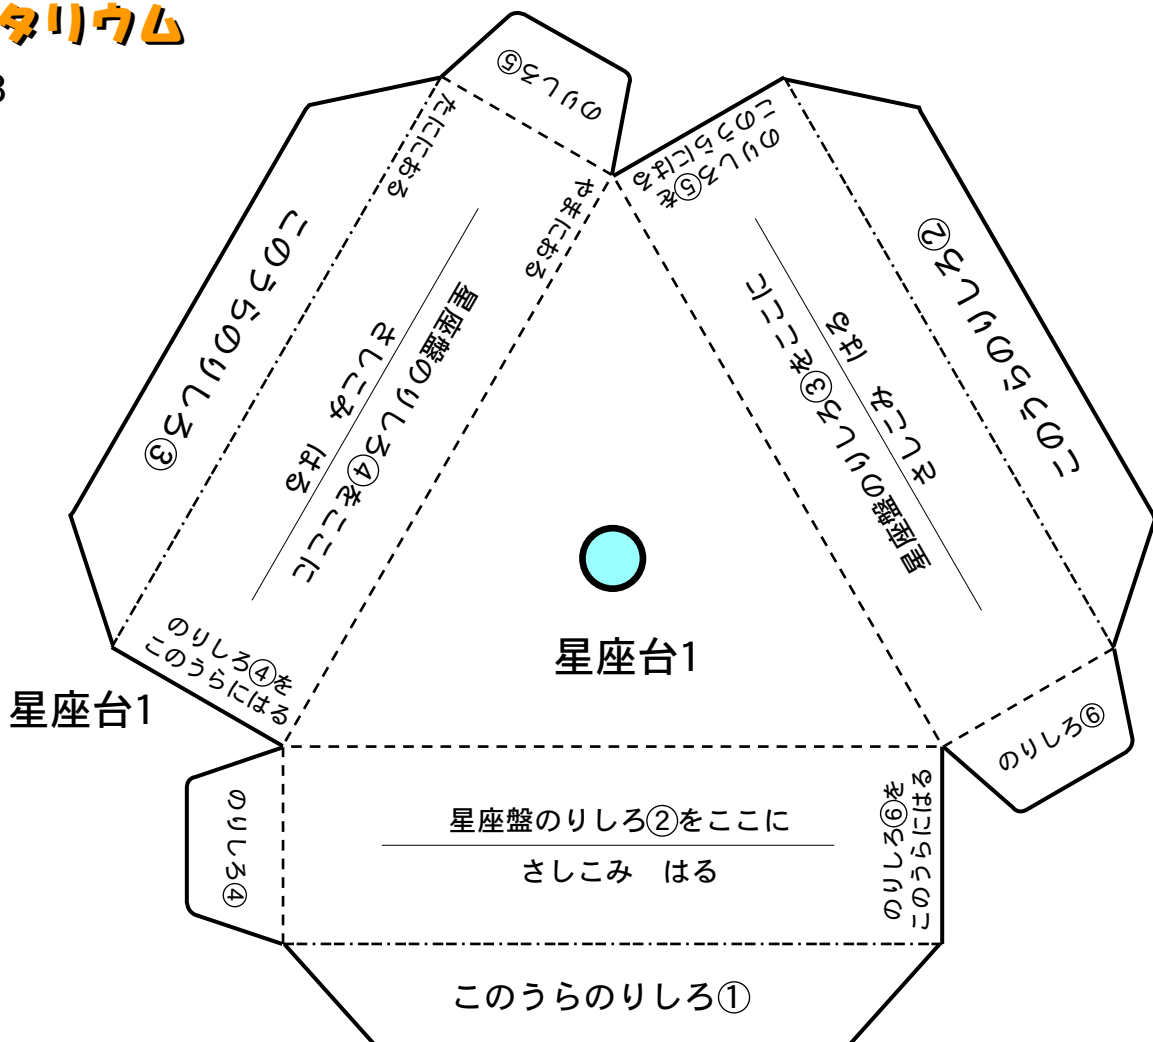 タリウム
のりしろ⑤
たににおる
やまにおる
このうらのりしろ③
星座盤のりしろ④をここに
さしこみ　はる
のりしろ④を
このうらにはる
のりしろ⑤を
このうらにはる
このうらのりしろ②
星座盤のりしろ③をここに
さしこみ　はる
星座台1
星座台1
のりしろ⑥
のりしろ④
星座盤のりしろ②をここに
さしこみ　はる
のりしろ⑥を
このうらにはる
このうらのりしろ①